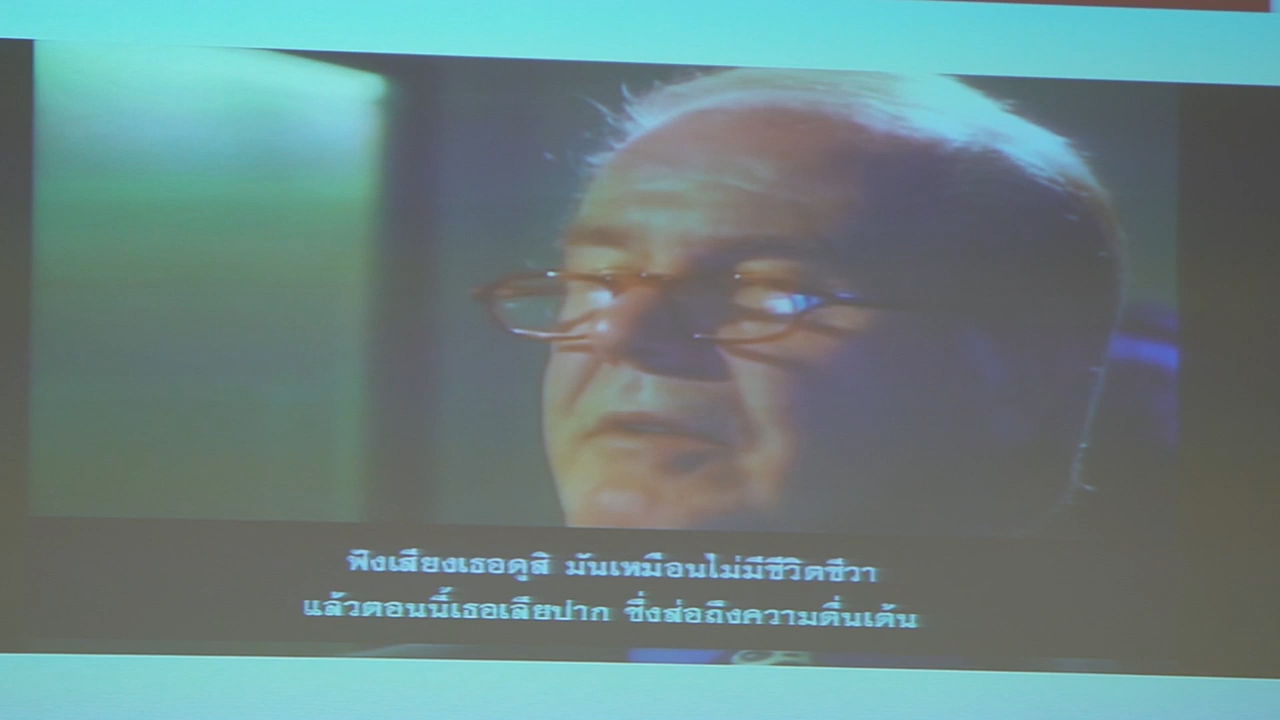 ฟังเสียงเธอดูสิ มันเหมือนไม่มีชีวิตชีวา
แล้วตอนนี้เธอเลียปาก ซึ่งส่อถึงความตื่นเต้น